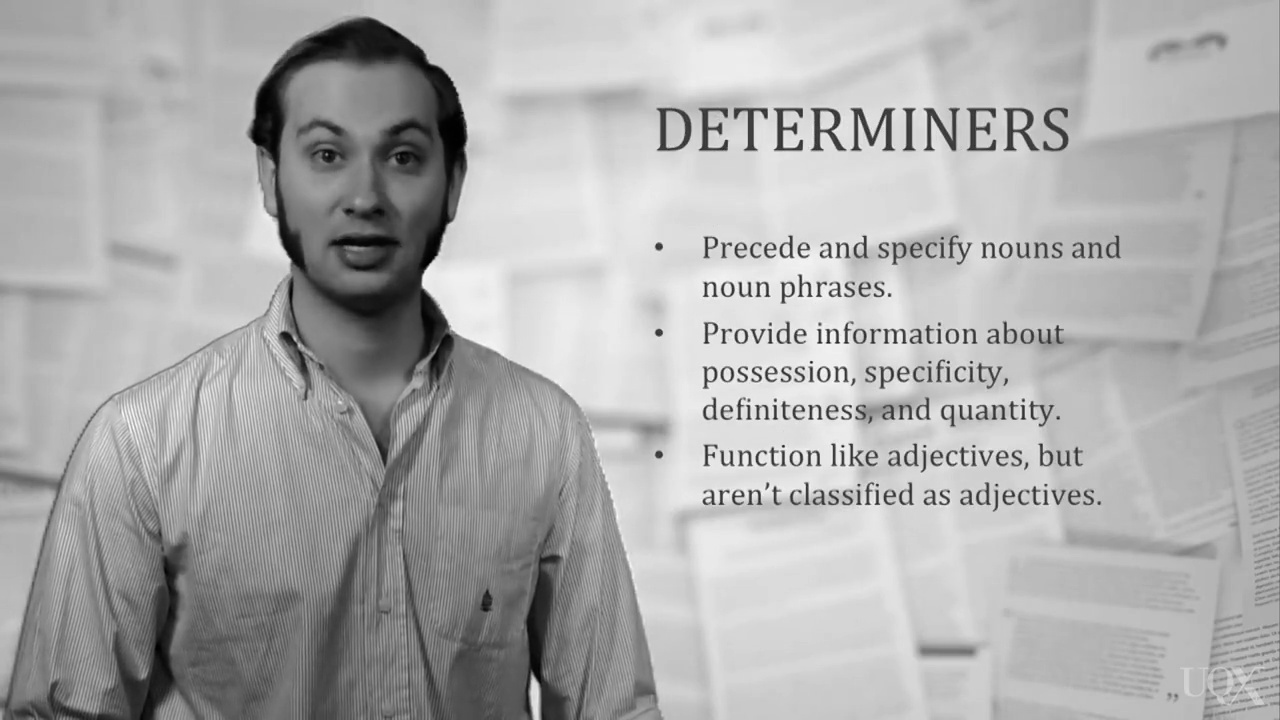 DETERMINERS
• Precede and specify nouns and
noun phrases.
• Provide information about
possession, specificity,
definiteness, and quantity.
• Function like adjectives, but
aren’t classified as adjectives.
UQX